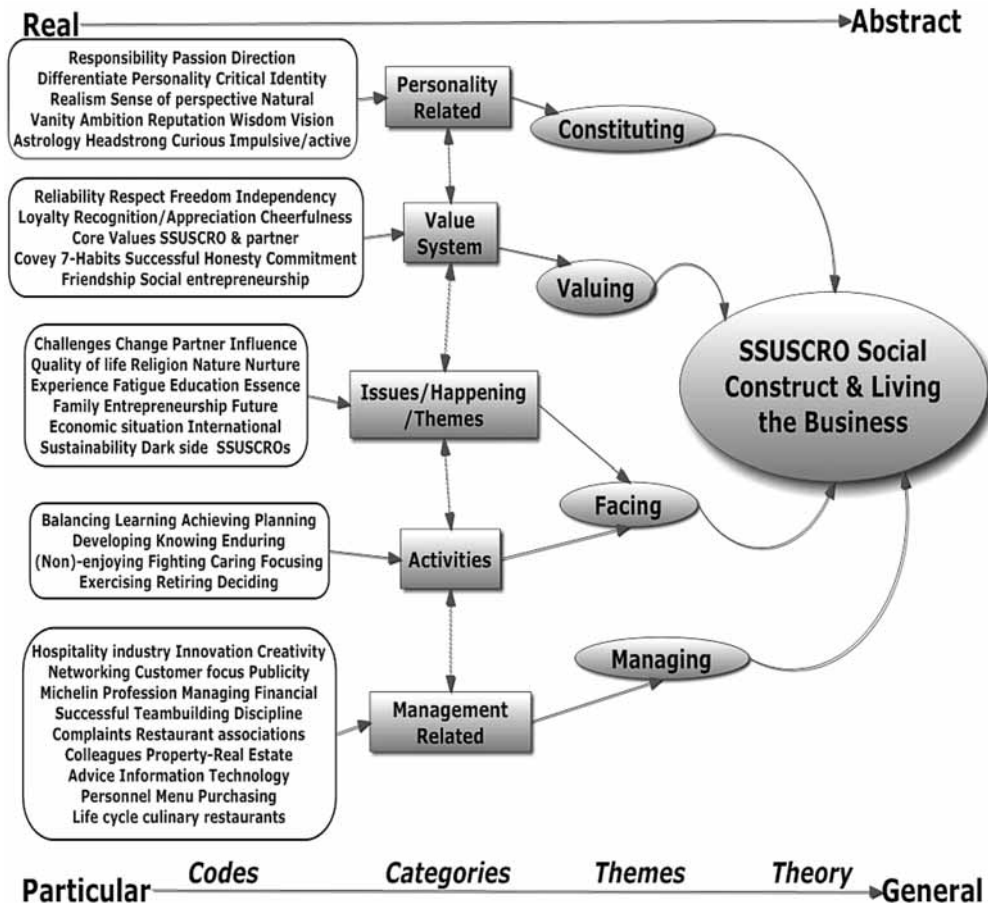 Real
Abstract
Responsibility Passion Direction
Differentiate Personality Critical Identity
Realism Sense of perspective Natural
Vanity Ambition Reputation Wisdom Vision
Astrology Headstrong Curious Impulsive/active
Personality
Related
Constituting
Reliability Respect Freedom Independency
Loyalty Recognition/Appreciation Cheerfulness
Core Values SSUSCRO & partner
Covey 7-Habits Successful Honesty Commitment
Friendship Social entrepreneurship
Value
System
Valuing
Challenges Change Partner Influence
Quality of life Religion Nature Nurture
Experience Fatigue Education Essence
Family Entrepreneurship Future
Economic situation International
Sustainability Dark side SSUSCROs
Issues/Happening
/Themes
SSUSCRO Social
Construct & Living
the Business
Facing
Balancing Learning Achieving Planning
Developing Knowing Enduring
(Non)-enjoying Fighting Caring Focusing
Exercising Retiring Deciding
Activities
Hospitality industry Innovation Creativity
Networking Customer focus Publicity
Michelin Profession Managing Financial
Successful Teambuilding Discipline
Complaints Restaurant associations
Colleagues Property-Real Estate
Advice Information Technology
Personnel Menu Purchasing
Life cycle culinary restaurants
Management
Related
Managing
Codes
Categories
Themes
Theory
Particular
General